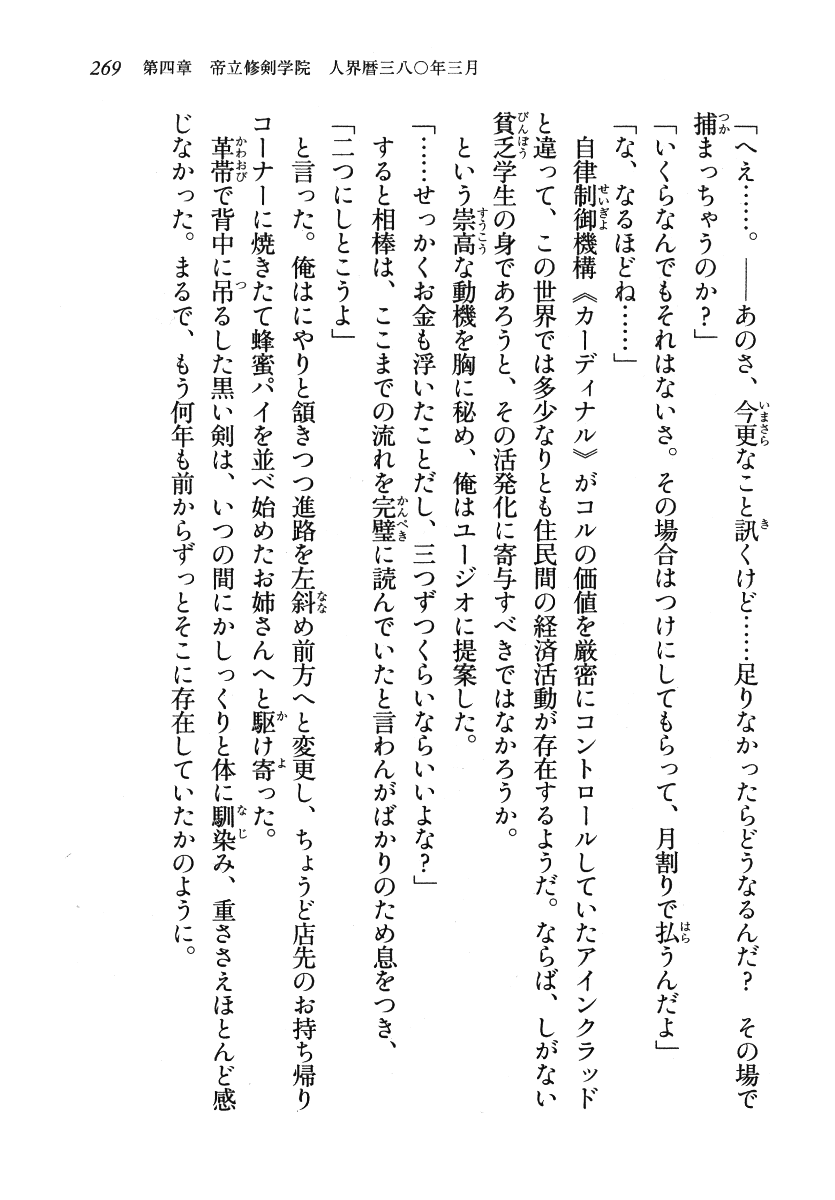 269　第四章　帝立修剣学院　人界暦三八〇年三月
「へえ……。――あのさ、今更なこと訊くけど……足りなかったらどうなるんだ？　その場で
捕まっちゃうのか？」
「いくらなんでもそれはないさ。その場合はつけにしてもらって、月割りで払うんだよ」
「な、なるほどね……」
　自律制御機構《カーディナル》がコルの価値を厳密にコントロールしていたアインクラッド
と違って、この世界では多少なりとも住民間の経済活動が存在するようだ。ならば、しがない
貧乏学生の身であろうと、その活発化に寄与すべきではなかろうか。
　という崇高な動機を胸に秘め、俺はユージオに提案した。
「……せっかくお金も浮いたことだし、三つずつくらいならいいよな？」
　すると相棒は、ここまでの流れを完璧に読んでいたと言わんがばかりのため息をつき、
「二つにしとこうよ」
　と言った。俺はにやりと頷きつつ進路を左斜め前方へと変更し、ちょうど店先のお持ち帰り
コーナーに焼きたて蜂蜜パイを並べ始めたお姉さんへと駆け寄った。
　革帯で背中に吊るした黒い剣は、いつの間にかしっくりと体に馴染み、重さえほとんど感
じなかった。まるで、もう何年も前からずっとそこに存在していたかのように。